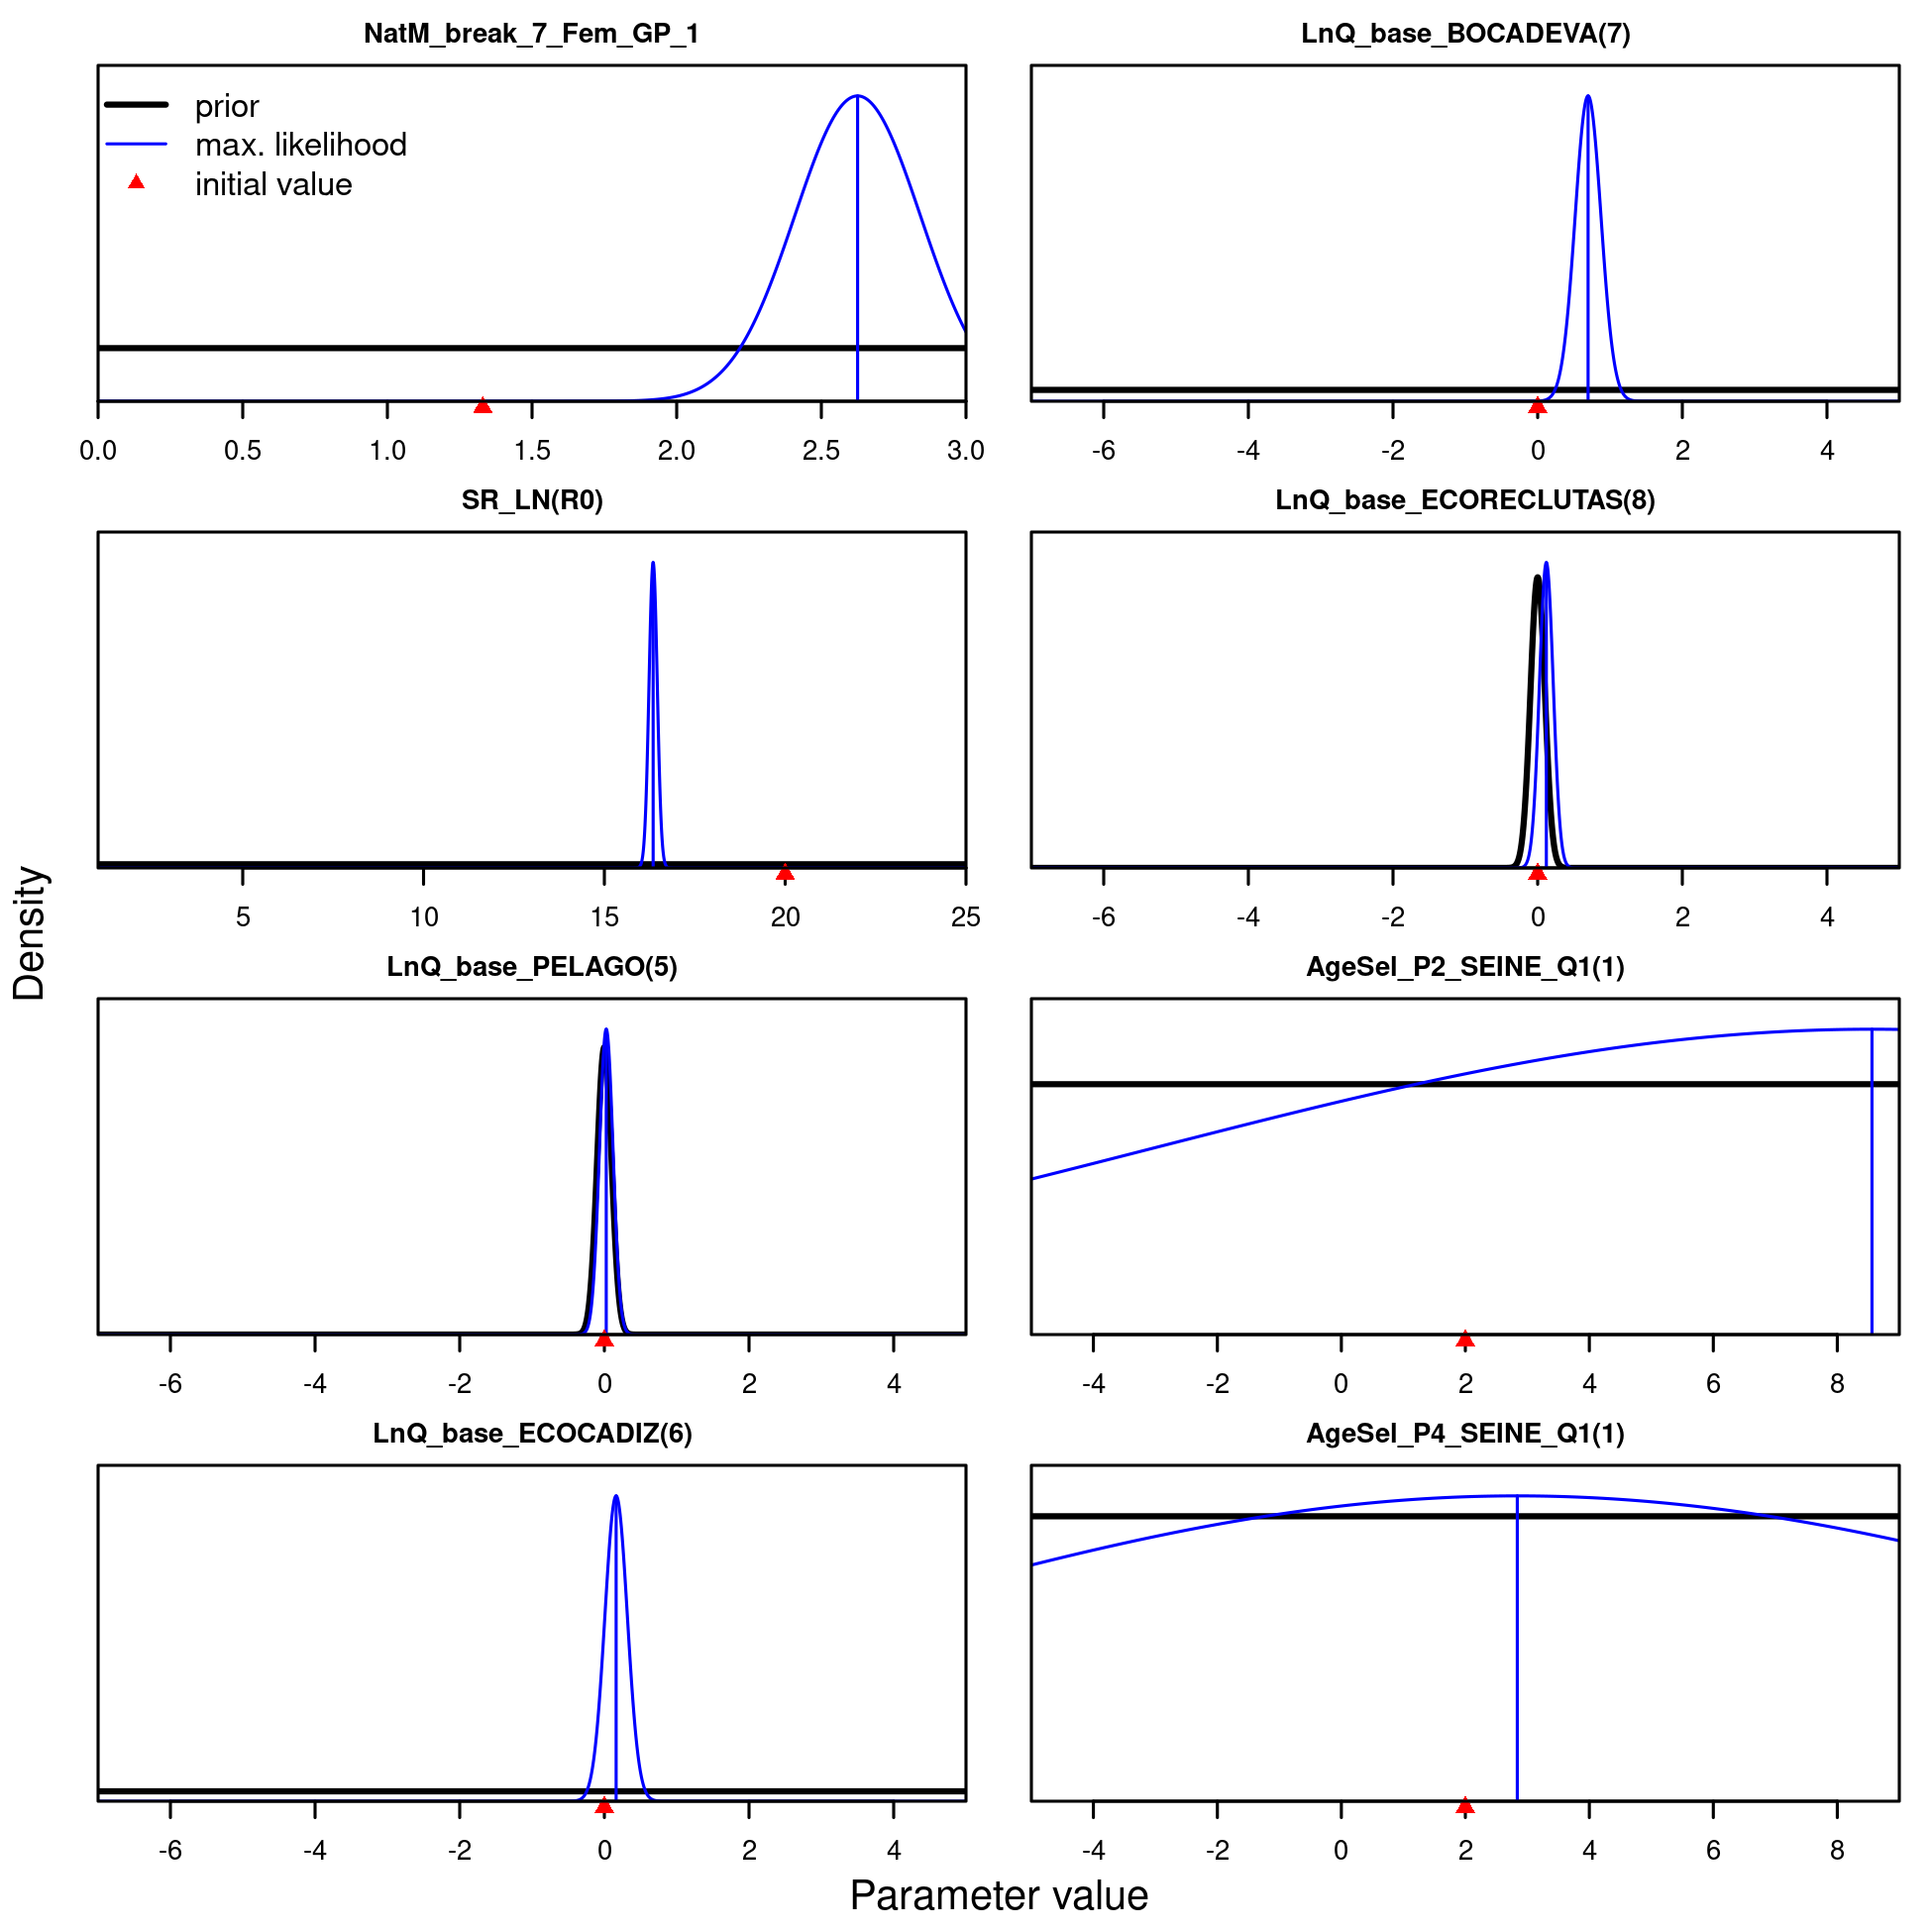 NatM_break_7_Fem_GP_1
prior
max. likelihood
initial value
0.0 0.5 1.0 1.5 2.0 2.5 3.0
LnQ_base_BOCADEVA(7)
-6 -4 -2 0 2 4
SR_LN(R0)
5 10 15 20 25
LnQ_base_ECORECLUTAS(8)
-6 -4 -2 0 2 4
Density
LnQ_base_PELAGO(5)
-6 -4 -2 0 2 4
AgeSel_P2_SEINE_Q1(1)
-4 -2 0 2 4 6 8
LnQ_base_ECOCADIZ(6)
-6 -4 -2 0 2 4
AgeSel_P4_SEINE_Q1(1)
-4 -2 0 2 4 6 8
Parameter value